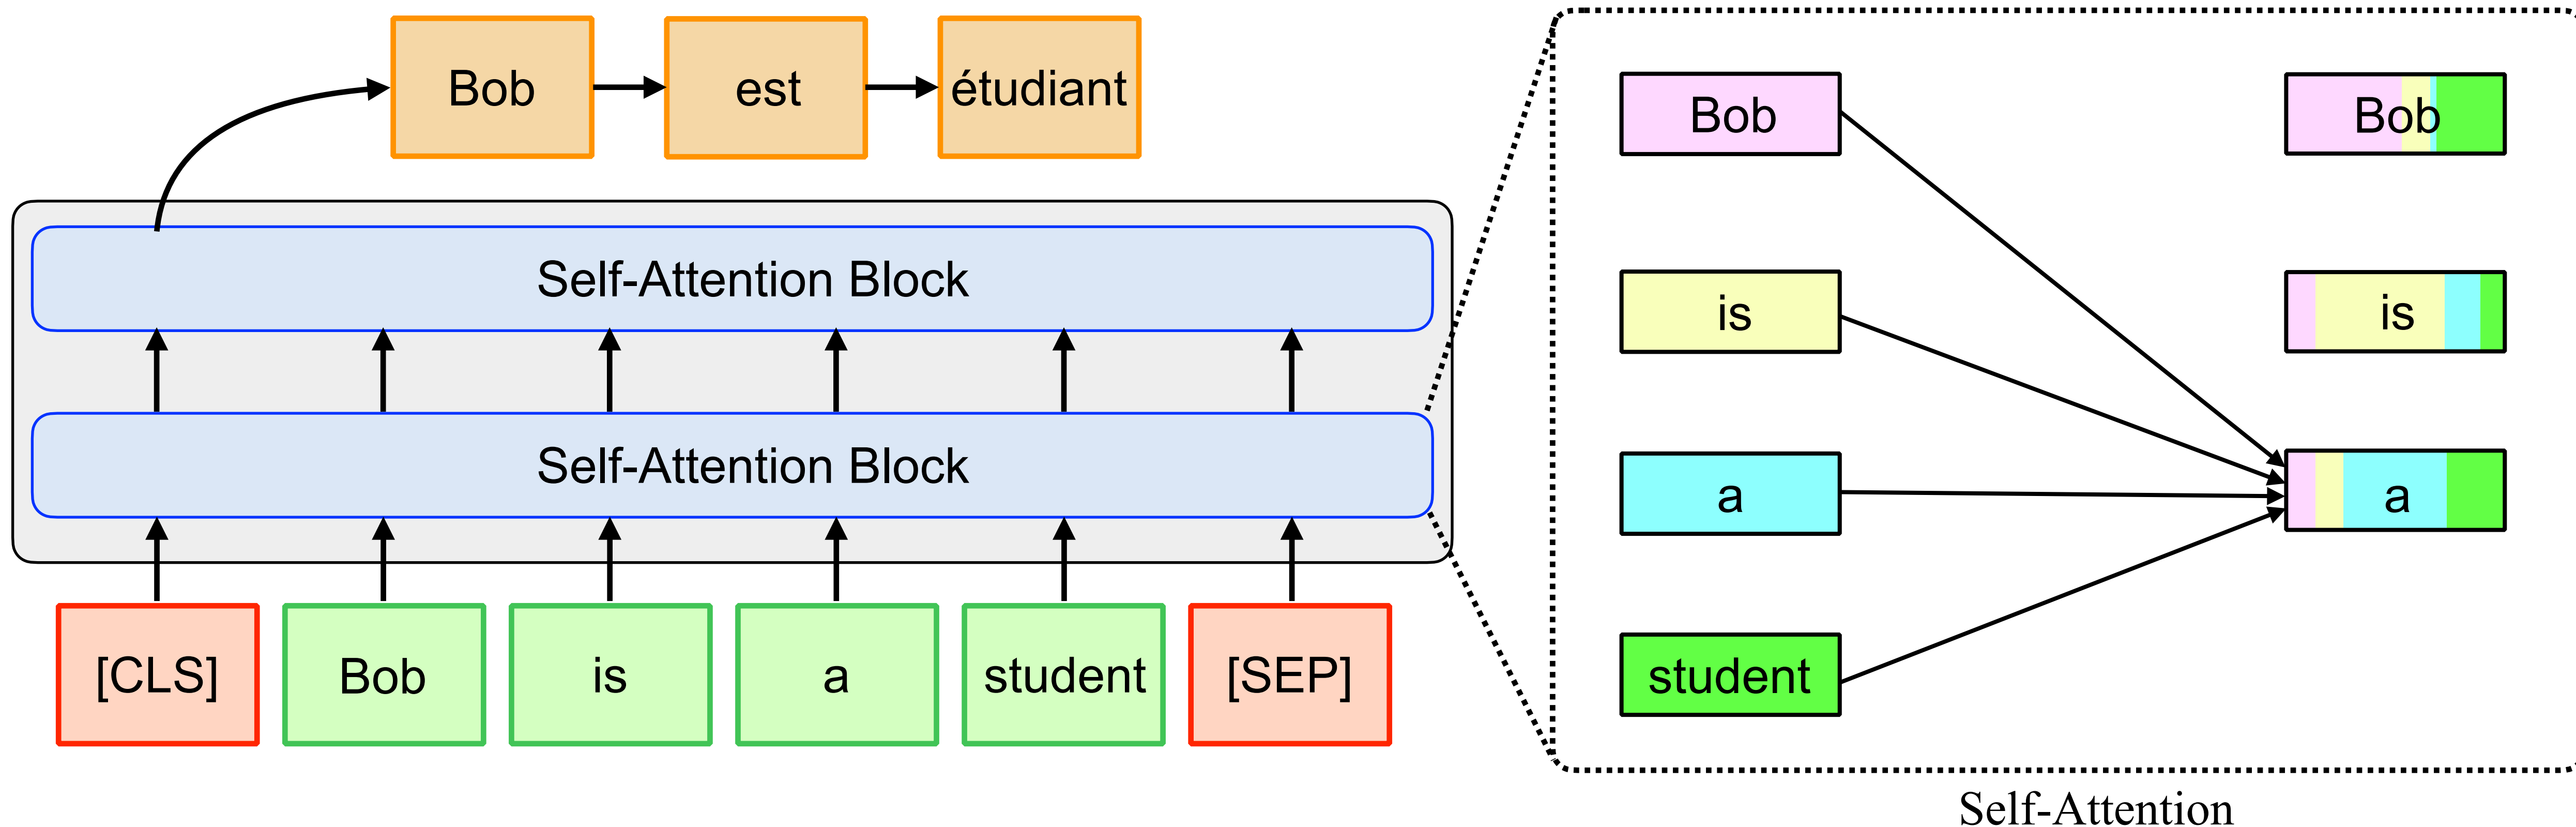 Bob est étudiant
Self-Attention Block
Self-Attention Block
[CLS] Bob is a student [SEP]
Bob Bob
is is
a a
student
Self-Attention